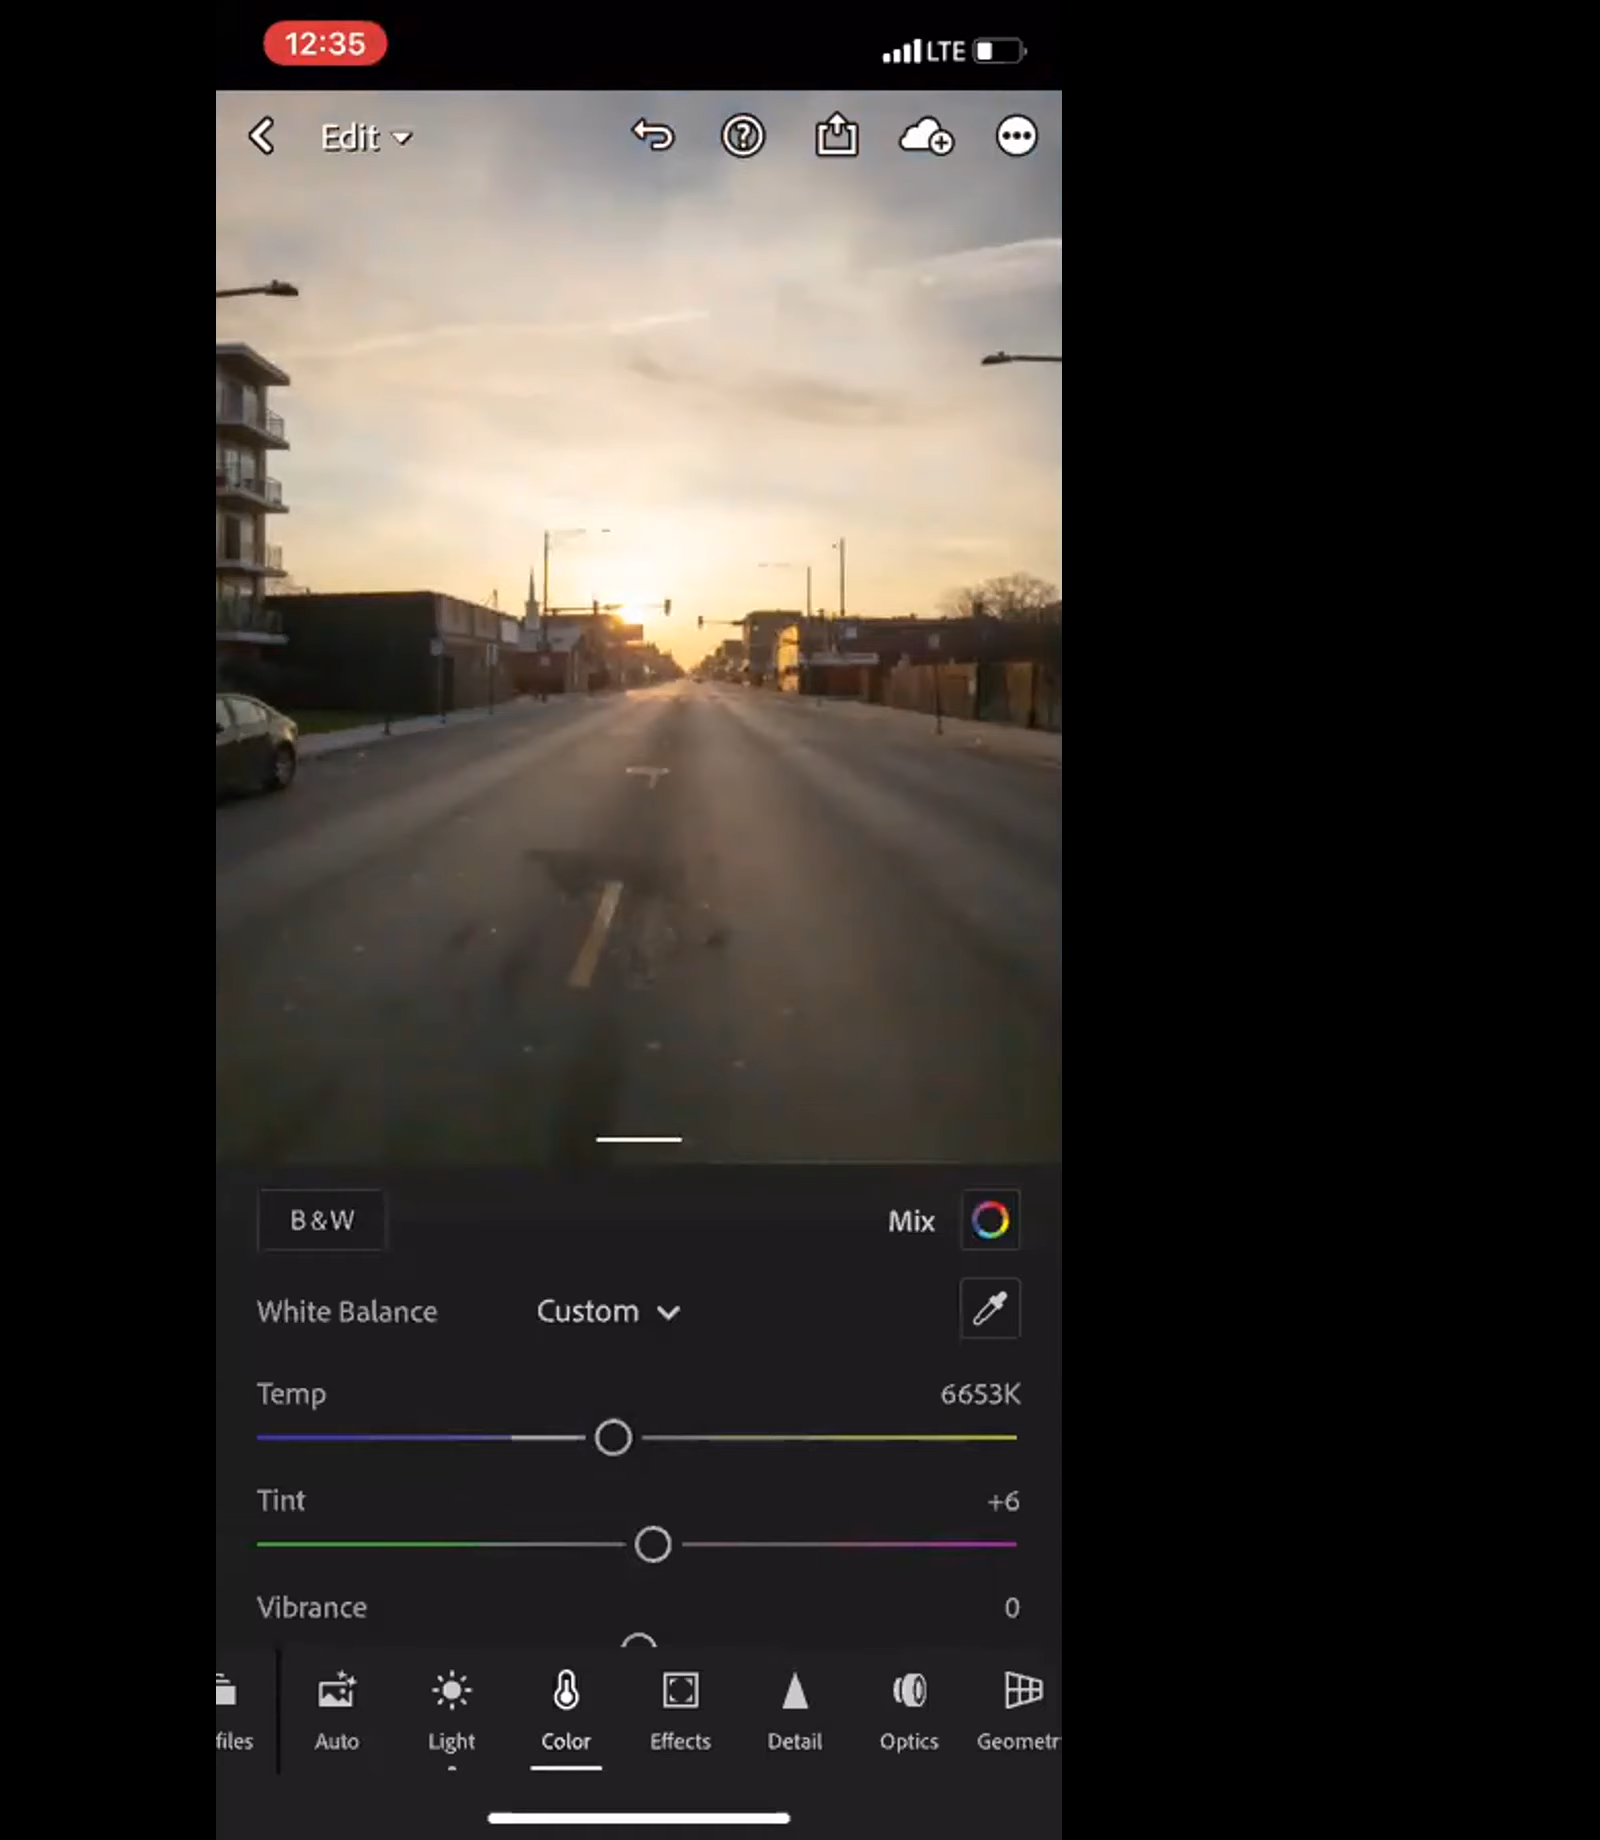 12:35
LTE
Edit
B&W
Mix
White Balance
Custom
Temp
6653K
Tint
+6
Vibrance
0
files
Auto
Light
Color
Effects
Detail
Optics
Geometr